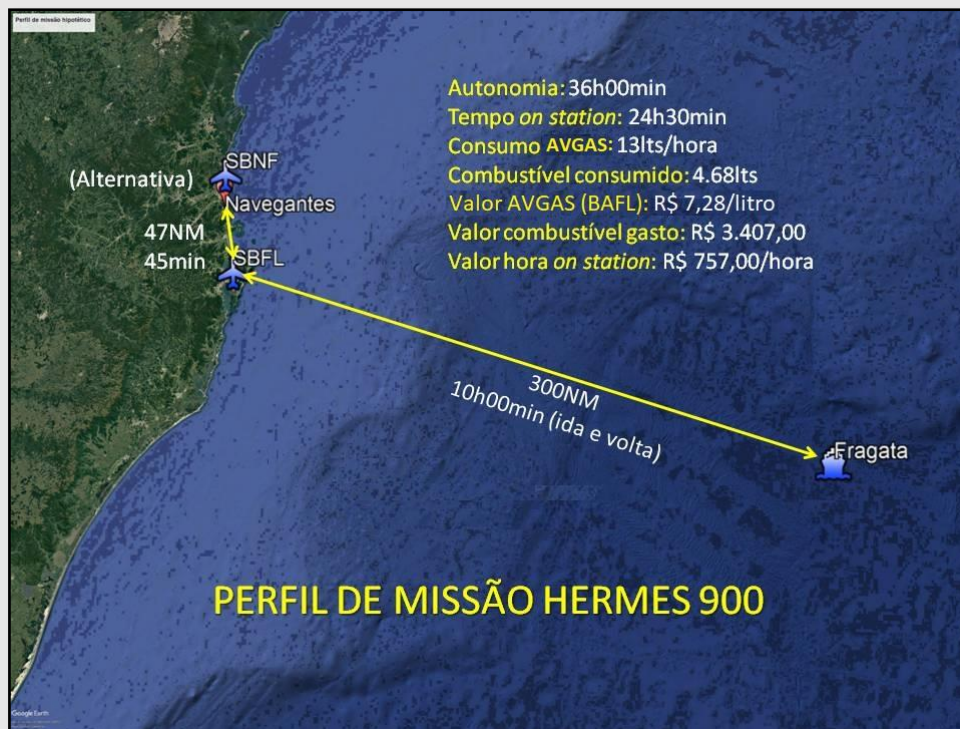 Perfil de missão hipotético
Autonomia: 36h00min
Tempo on station: 24h30min
Consumo AVGAS: 13lts/hora
Combustível consumido: 4.68lts
Valor AVGAS (BAFL): R$ 7,28/litro
Valor combustível gasto: R$ 3.407,00
Valor hora on station: R$ 757,00/hora
SBNF
(Alternativa)
Navegantes
47NM
45min
SBFL
300NM
10h00min (ida e volta)
Fragata
PERFIL DE MISSÃO HERMES 900
Google Earth